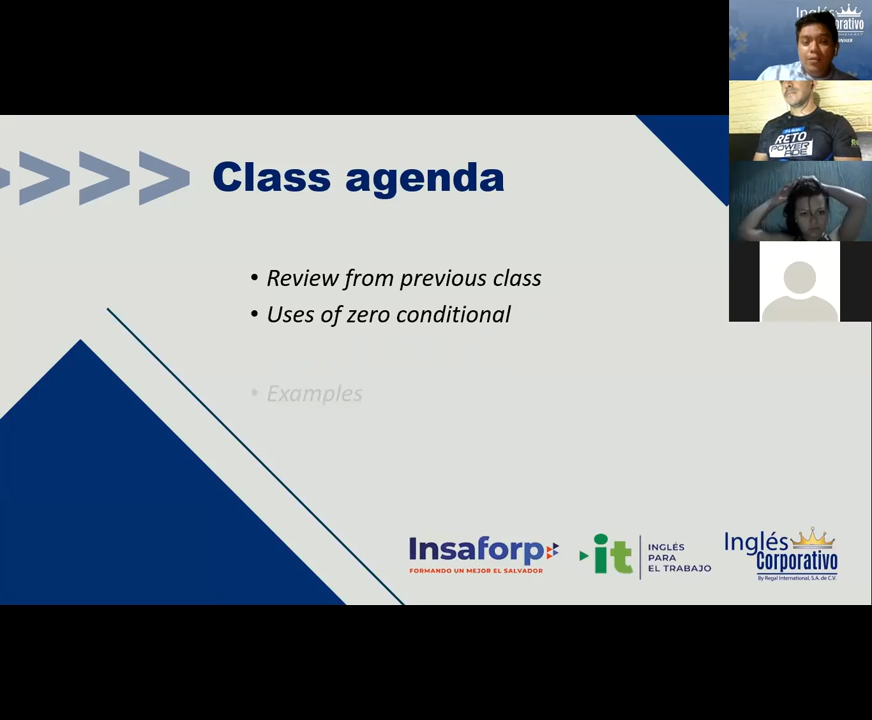 Class agenda
• Review from previous class
• Uses of zero conditional
• Examples
Insaforp
FORMANDO UN MEJOR EL SALVADOR
it
INGLÉS
PARA
EL TRABAJO
Inglés
Corporativo
By Regal International, S.A. de C.V.
RETO
POWER
ADE